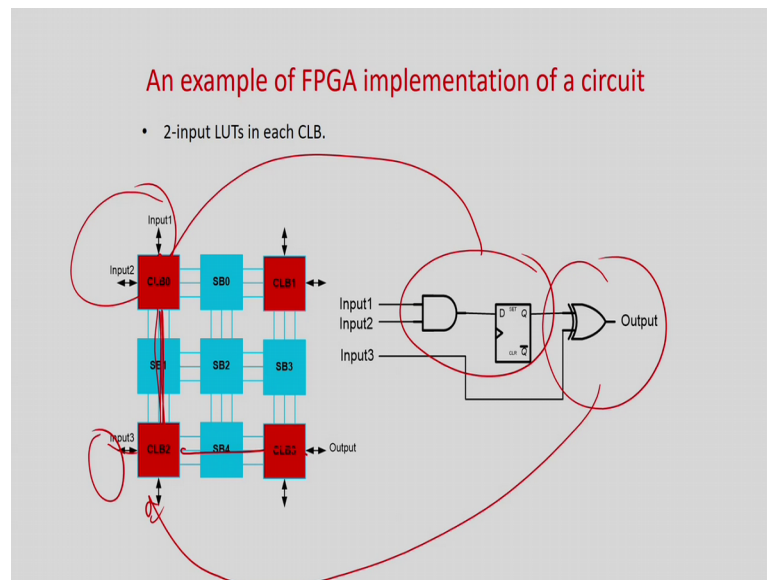 An example of FPGA implementation of a circuit
• 2-input LUTs in each CLB.
Input1
Input2
CLB0
SB0
CLB1
SB1
SB2
SB3
Input3
CLB2
SB4
CLB3
Output
Input1
Input2
Input3
D
SET
Q
CLR
Q
Output